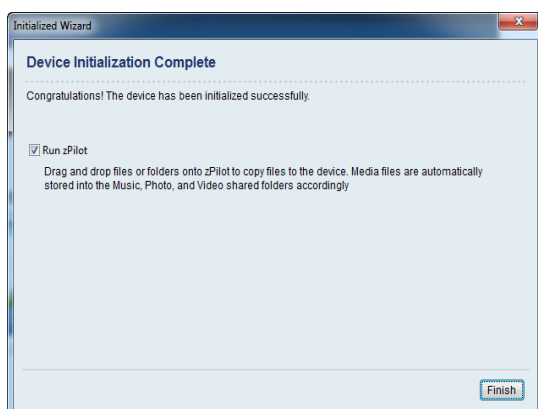 Initialized Wizard
Device Initialization Complete
Congratulations! The device has been initialized successfully.
Run zPilot
Drag and drop files or folders onto zPilot to copy files to the device. Media files are automatically
stored into the Music, Photo, and Video shared folders accordingly
Finish